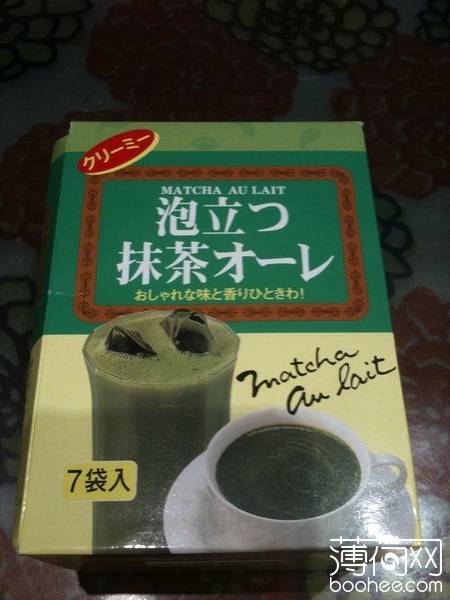 クリーミー
MATCHA AU LAIT
泡立つ
抹茶オーレ
おしゃれな味と香りひときわ!
matcha
au lait
7袋入
薄荷网
boohee.com